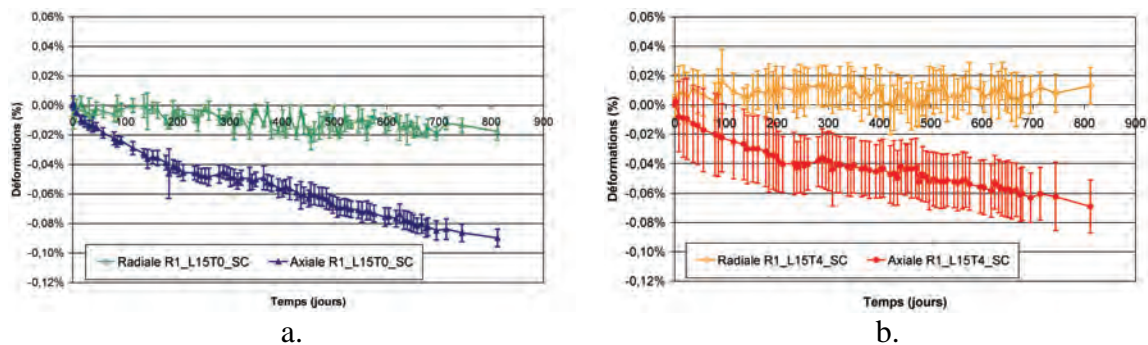 0,06%
0,04%
0,02%
0,00%
-0,02%
-0,04%
-0,06%
-0,08%
-0,10%
-0,12%
Déformations (%)
0 100 200 300 400 500 600 700 800 900
Radiale R1_L15T0_SC Axiale R1_L15T0_SC
Temps (jours)
a.
0,06%
0,04%
0,02%
0,00%
-0,02%
-0,04%
-0,06%
-0,08%
-0,10%
-0,12%
Déformations (%)
0 100 200 300 400 500 600 700 800 900
Radiale R1_L15T4_SC Axiale R1_L15T4_SC
Temps (jours)
b.